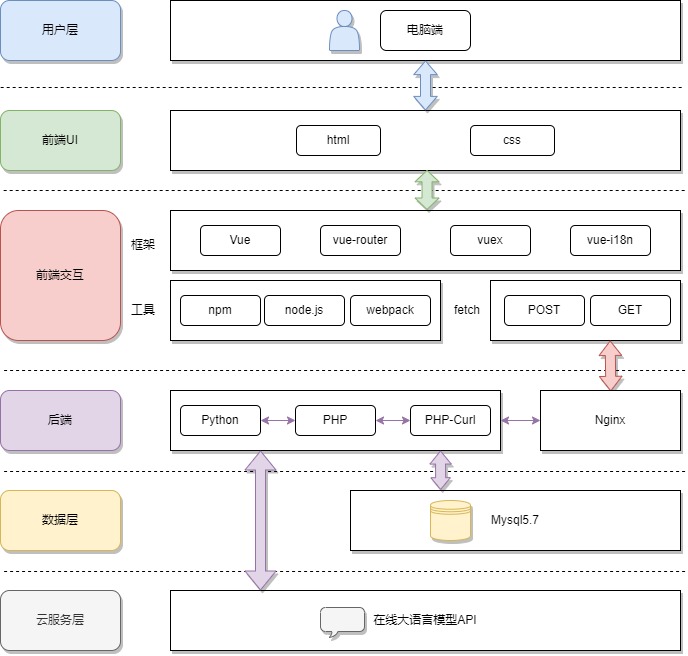 用户层
电脑端
前端UI
html
css
前端交互
框架
Vue
vue-router
vuex
vue-i18n
工具
npm
node.js
webpack
fetch
POST
GET
后端
Python
PHP
PHP-Curl
Nginx
数据层
Mysql5.7
云服务层
在线大语言模型API